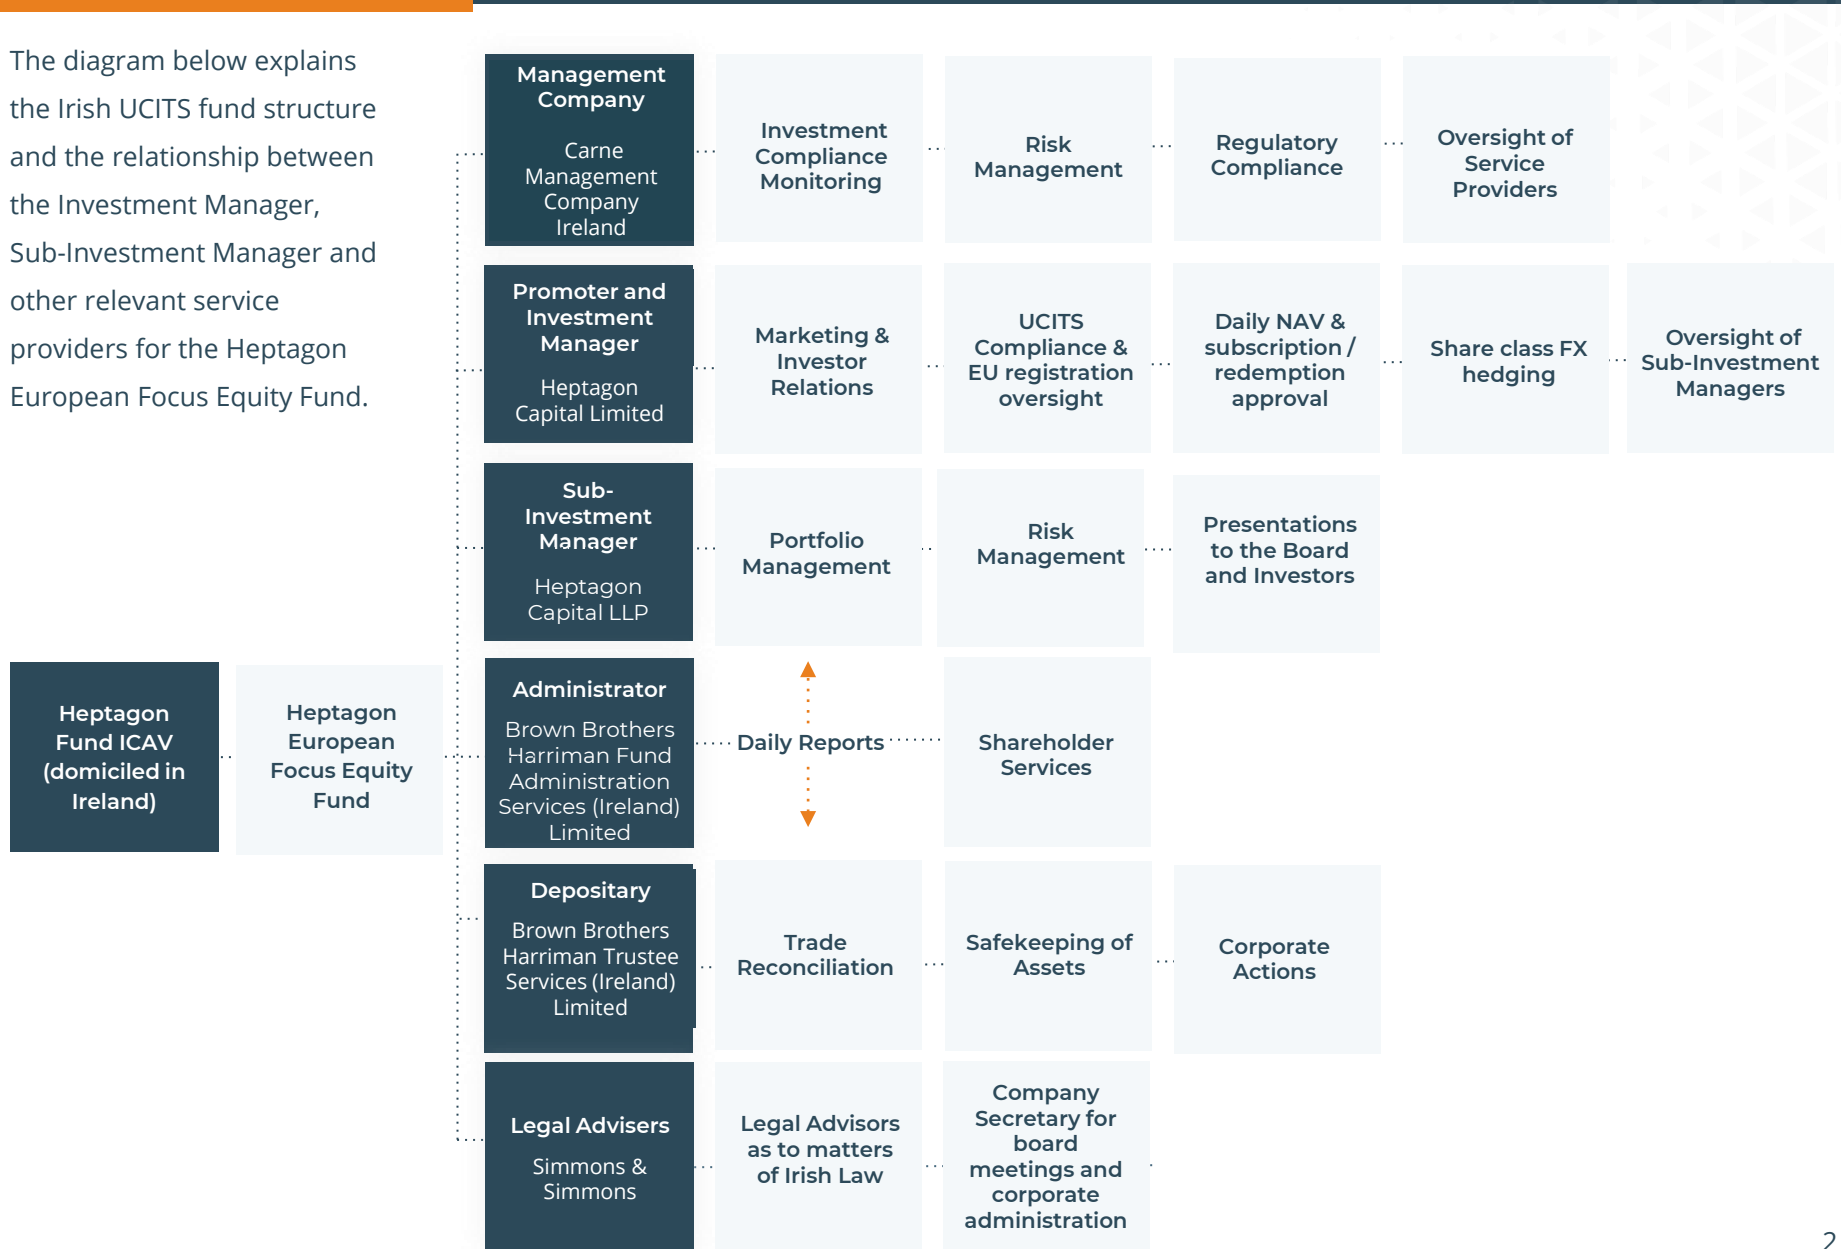 The diagram below explains
the Irish UCITS fund structure
and the relationship between
the Investment Manager,
Sub-Investment Manager and
other relevant service
providers for the Heptagon
European Focus Equity Fund.
Heptagon
Fund ICAV
(domiciled in
Ireland)
Heptagon
European
Focus Equity
Fund
Management
Company
Carne
Management
Company
Ireland
Investment
Compliance
Monitoring
Risk
Management
Regulatory
Compliance
Oversight of
Service
Providers
Promoter and
Investment
Manager
Heptagon
Capital Limited
Marketing &
Investor
Relations
UCITS
Compliance &
EU registration
oversight
Daily NAV &
subscription /
redemption
approval
Share class FX
hedging
Oversight of
Sub-Investment
Managers
Sub-
Investment
Manager
Heptagon
Capital LLP
Portfolio
Management
Risk
Management
Presentations
to the Board
and Investors
Administrator
Brown Brothers
Harriman Fund
Administration
Services (Ireland)
Limited
Daily Reports
Shareholder
Services
Depositary
Brown Brothers
Harriman Trustee
Services (Ireland)
Limited
Trade
Reconciliation
Safekeeping of
Assets
Corporate
Actions
Legal Advisers
Simmons &
Simmons
Legal Advisors
as to matters
of Irish Law
Company
Secretary for
board
meetings and
corporate
administration
2